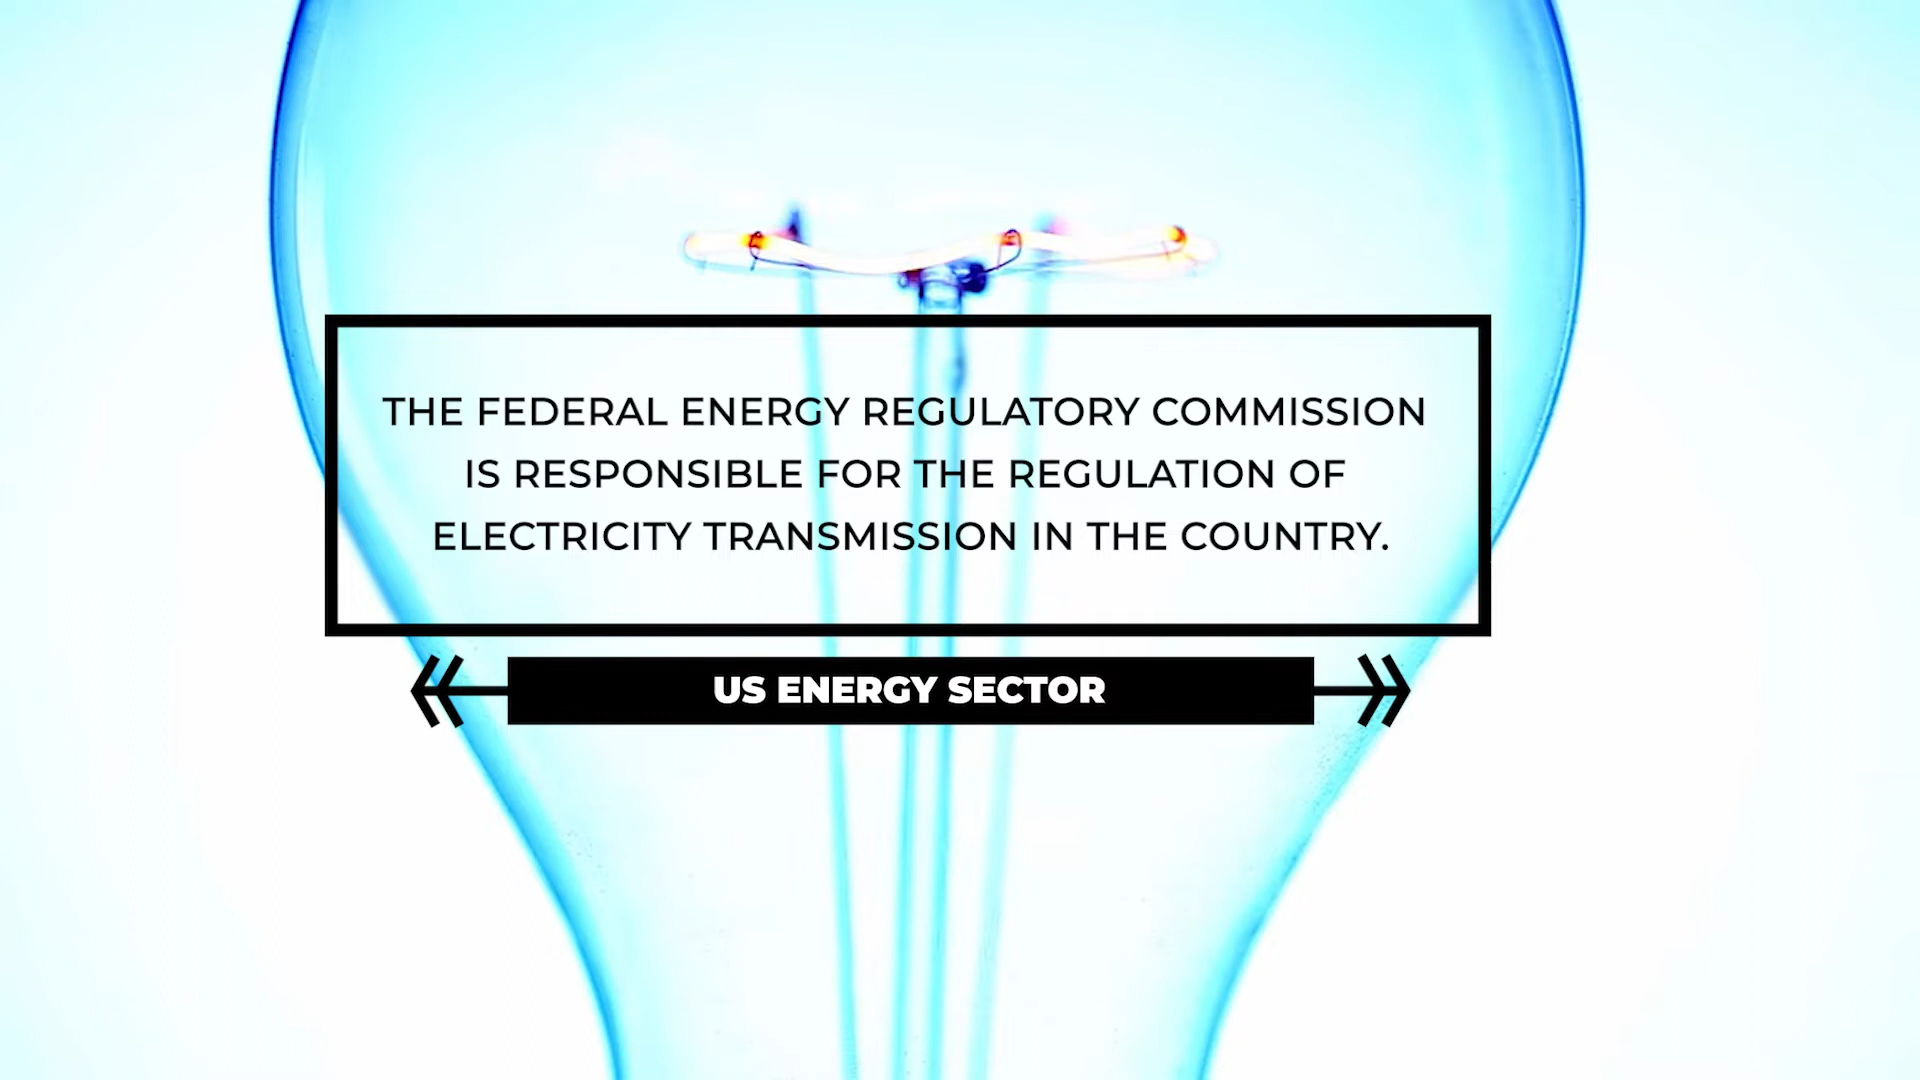 THE FEDERAL ENERGY REGULATORY COMMISSION
IS RESPONSIBLE FOR THE REGULATION OF
ELECTRICITY TRANSMISSION IN THE COUNTRY.
US ENERGY SECTOR